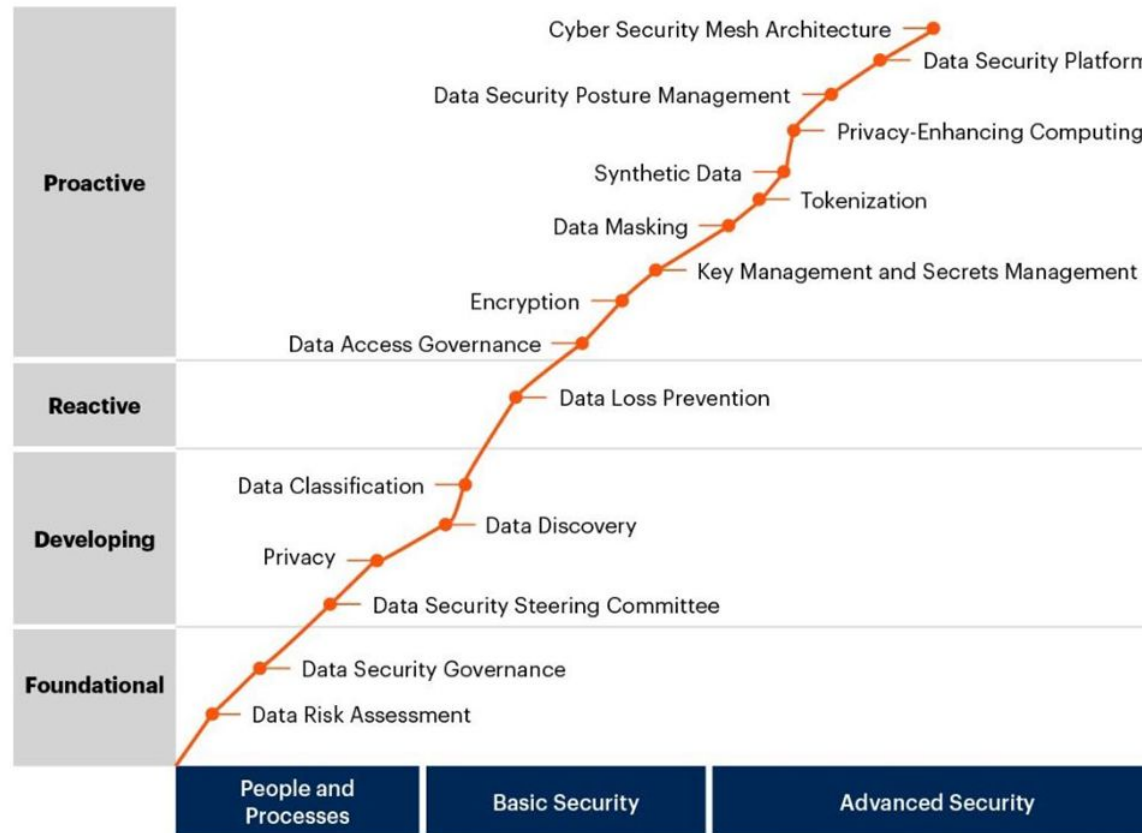 Cyber Security Mesh Architecture
Data Security Platform
Data Security Posture Management
Privacy-Enhancing Computing
Proactive
Synthetic Data
Tokenization
Data Masking
Key Management and Secrets Management
Encryption
Data Access Governance
Reactive
Data Loss Prevention
Data Classification
Data Discovery
Developing
Privacy
Data Security Steering Committee
Data Security Governance
Foundational
Data Risk Assessment
People and
Processes
Basic Security
Advanced Security